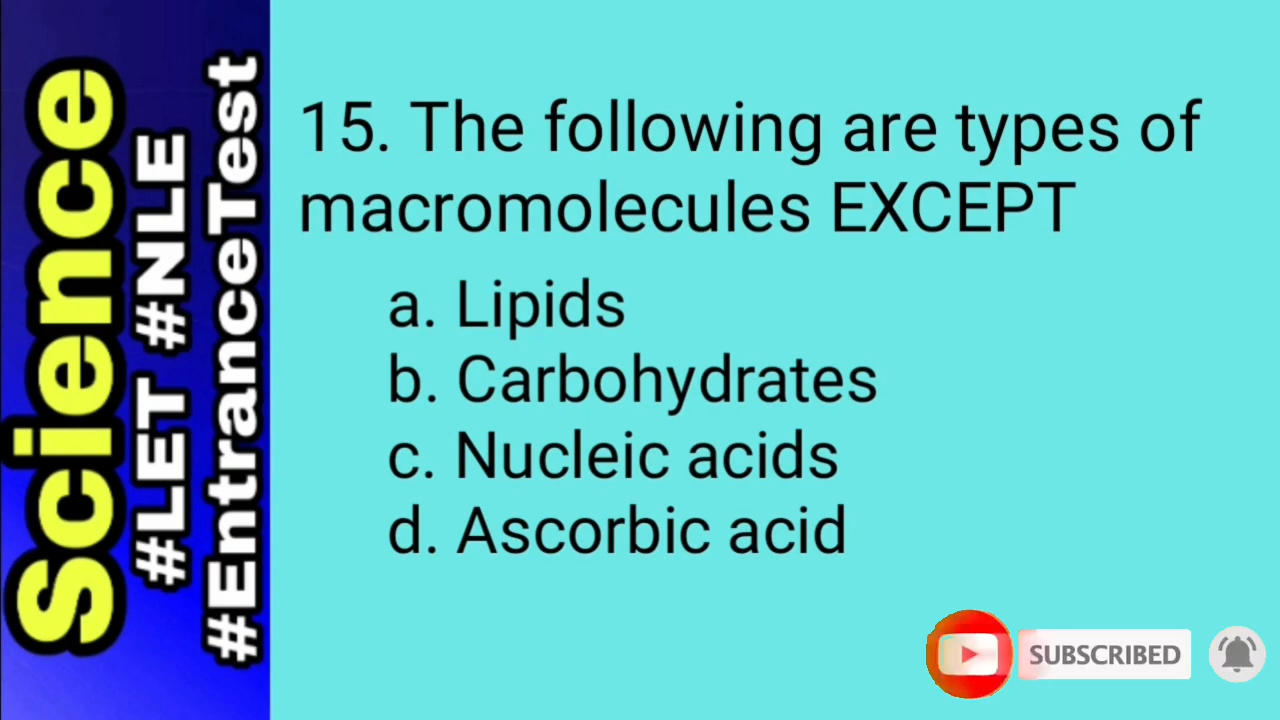 Science
#LET #NLE
#EntranceTest
15. The following are types of
macromolecules EXCEPT
a. Lipids
b. Carbohydrates
c. Nucleic acids
d. Ascorbic acid
SUBSCRIBED